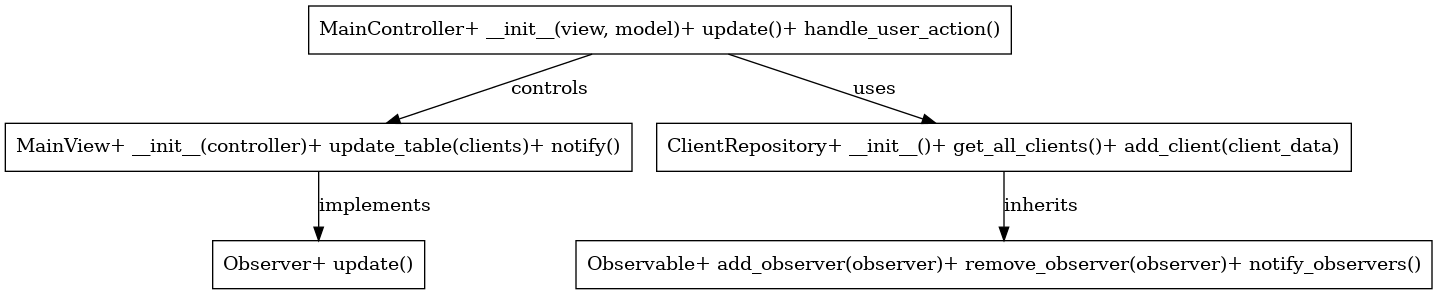 MainController+ __init__(view, model)+ update()+ handle_user_action()
controls
uses
MainView+ __init__(controller)+ update_table(clients)+ notify()
ClientRepository+ __init__()+ get_all_clients()+ add_client(client_data)
implements
inherits
Observer+ update()
Observable+ add_observer(observer)+ remove_observer(observer)+ notify_observers()